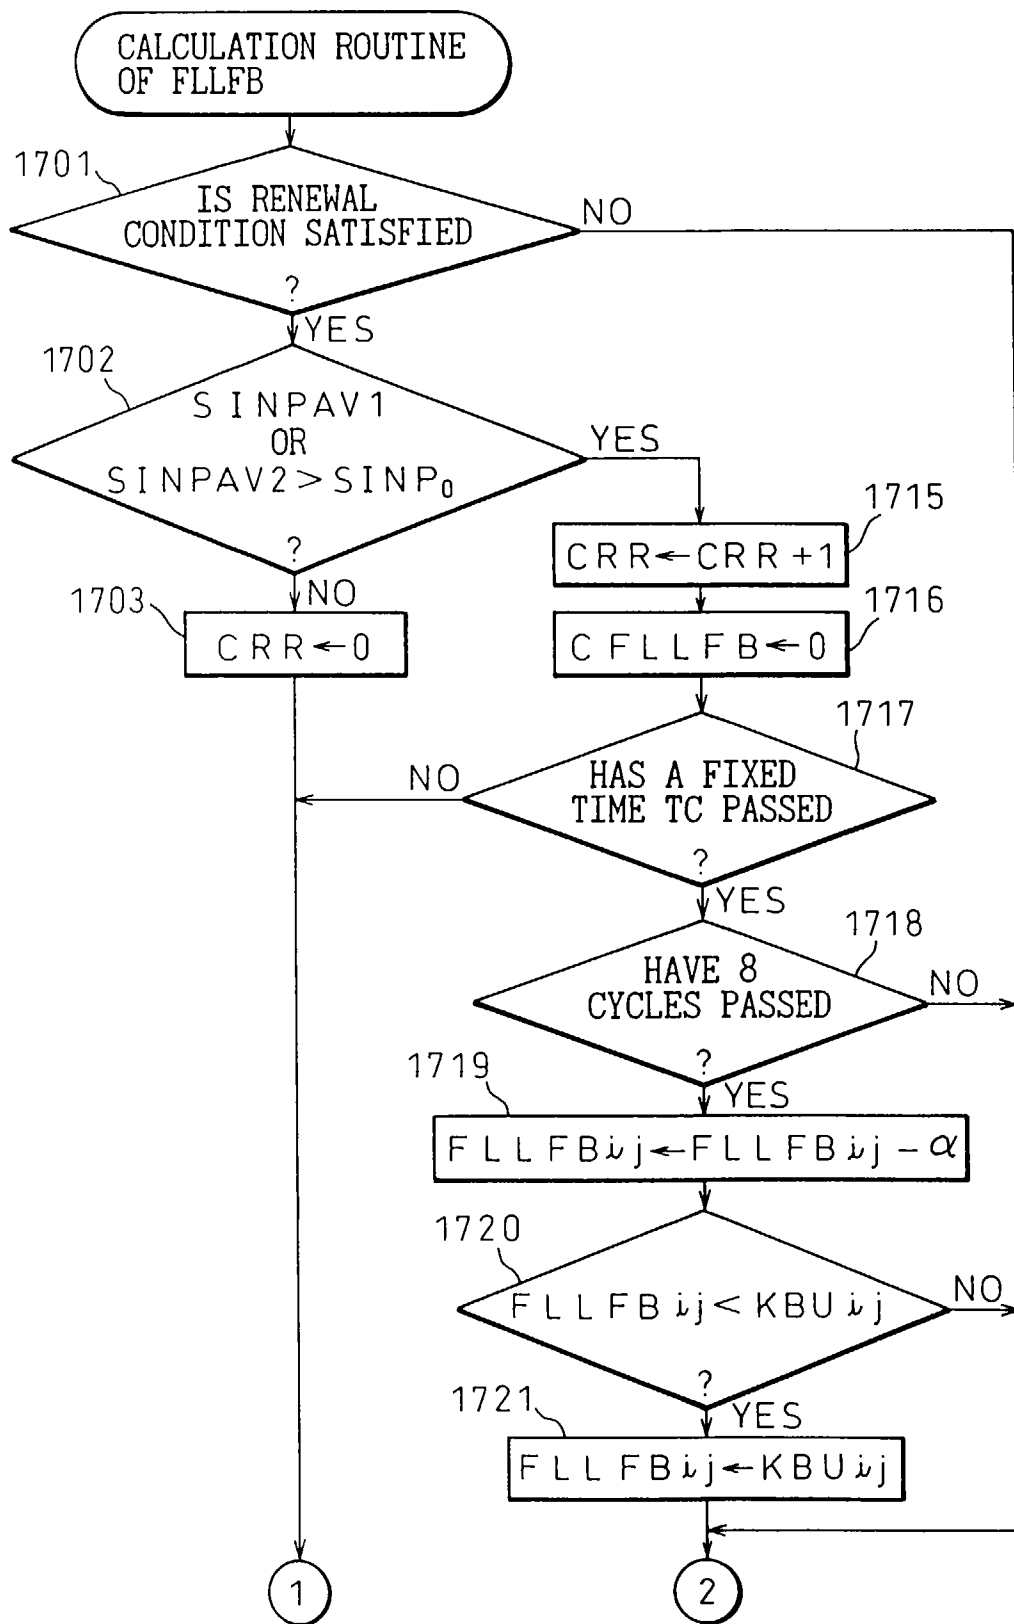 CALCULATION ROUTINE
OF FLLFB
1701
IS RENEWAL
CONDITION SATISFIED
?
NO
YES
1702
SINPAV1
OR
SINPAV2>SINP₀
?
YES
NO
1715
CRR←CRR+1
1703
CRR←0
1716
CFLLFB←0
1717
HAS A FIXED
TIME TC PASSED
?
NO
YES
1718
HAVE 8
CYCLES PASSED
?
NO
YES
1719
FLLFBij←FLLFBij-α
1720
FLLFBij<KBUij
?
NO
YES
1721
FLLFBij←KBUij
1
2